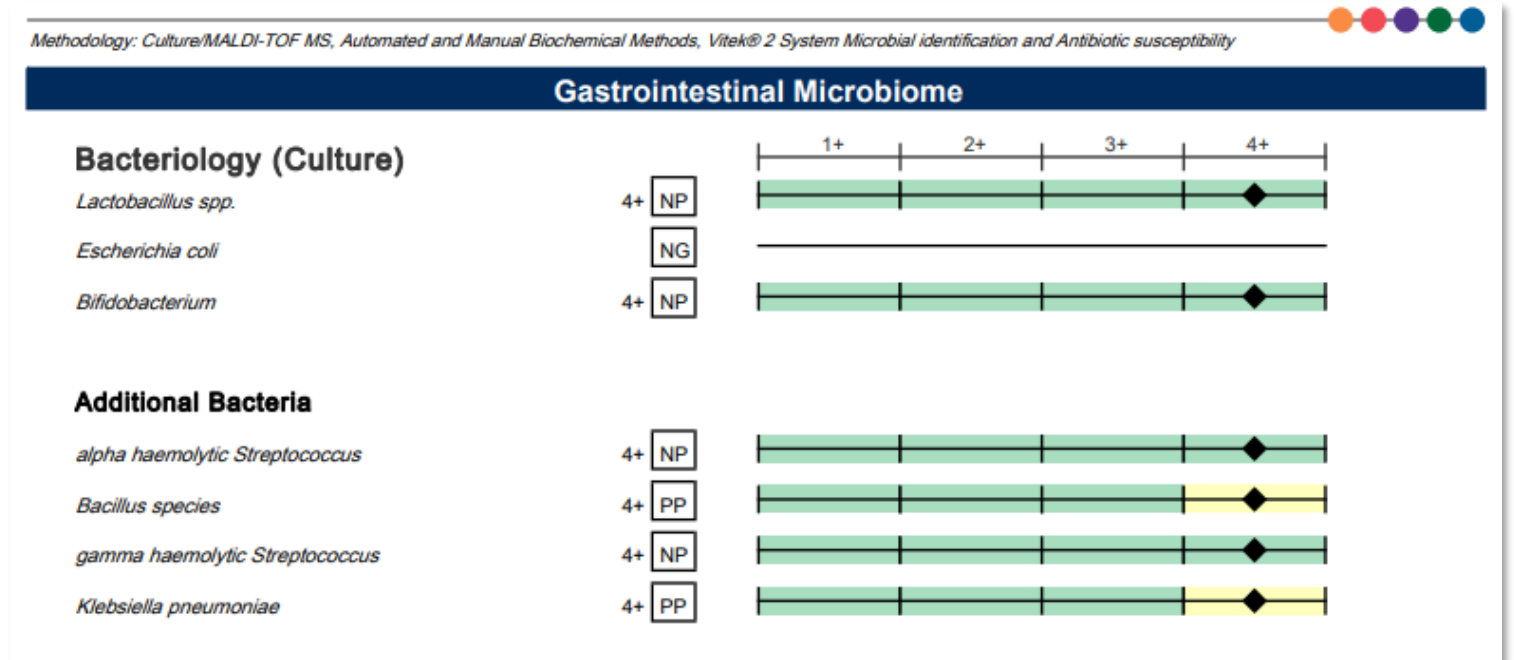 Methodology: Culture/MALDI-TOF MS, Automated and Manual Biochemical Methods, Vitek® 2 System Microbial identification and Antibiotic susceptibility
Gastrointestinal Microbiome
Bacteriology (Culture) 1+ 2+ 3+ 4+
Lactobacillus spp. 4+ NP
Escherichia coli NG
Bifidobacterium 4+ NP
Additional Bacteria
alpha haemolytic Streptococcus 4+ NP
Bacillus species 4+ PP
gamma haemolytic Streptococcus 4+ NP
Klebsiella pneumoniae 4+ PP